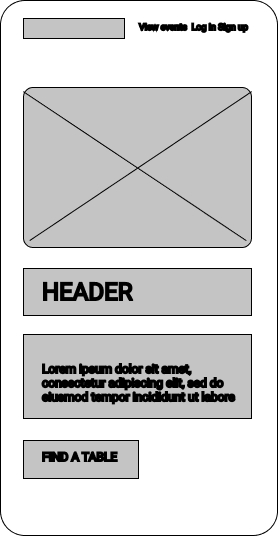 View events Log in Sign up
HEADER
Lorem ipsum dolor sit amet,
consectetur adipiscing elit, sed do
eiusmod tempor incididunt ut labore
FIND A TABLE